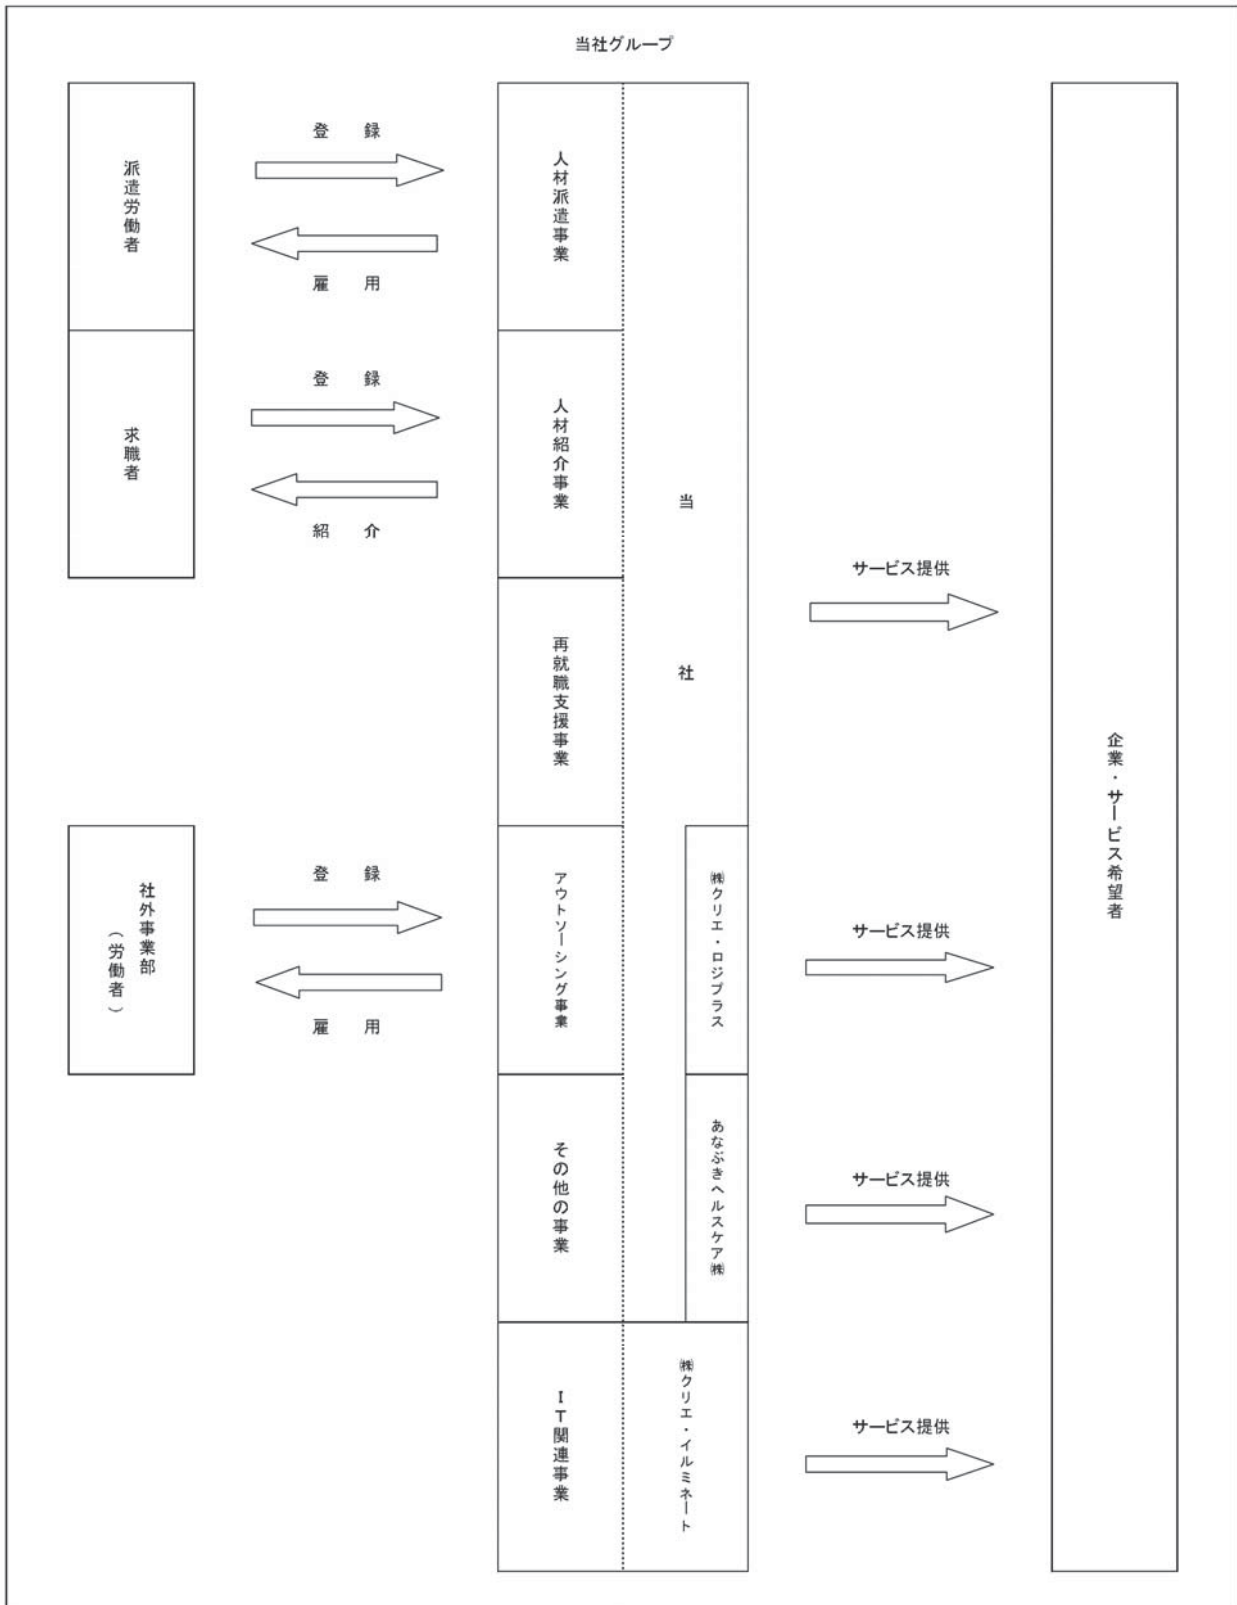 当社グループ
派遣労働者
登　録
雇　用
人材派遣事業
求職者
登　録
紹　介
人材紹介事業
当社
再就職支援事業
サービス提供
企業・サービス希望者
社外事業部
（労働者）
登　録
雇　用
アウトソーシング事業
㈱クリエ・ロジプラス
サービス提供
その他の事業
あなぶきヘルスケア㈱
サービス提供
IT関連事業
㈱クリエ・イルミネート
サービス提供